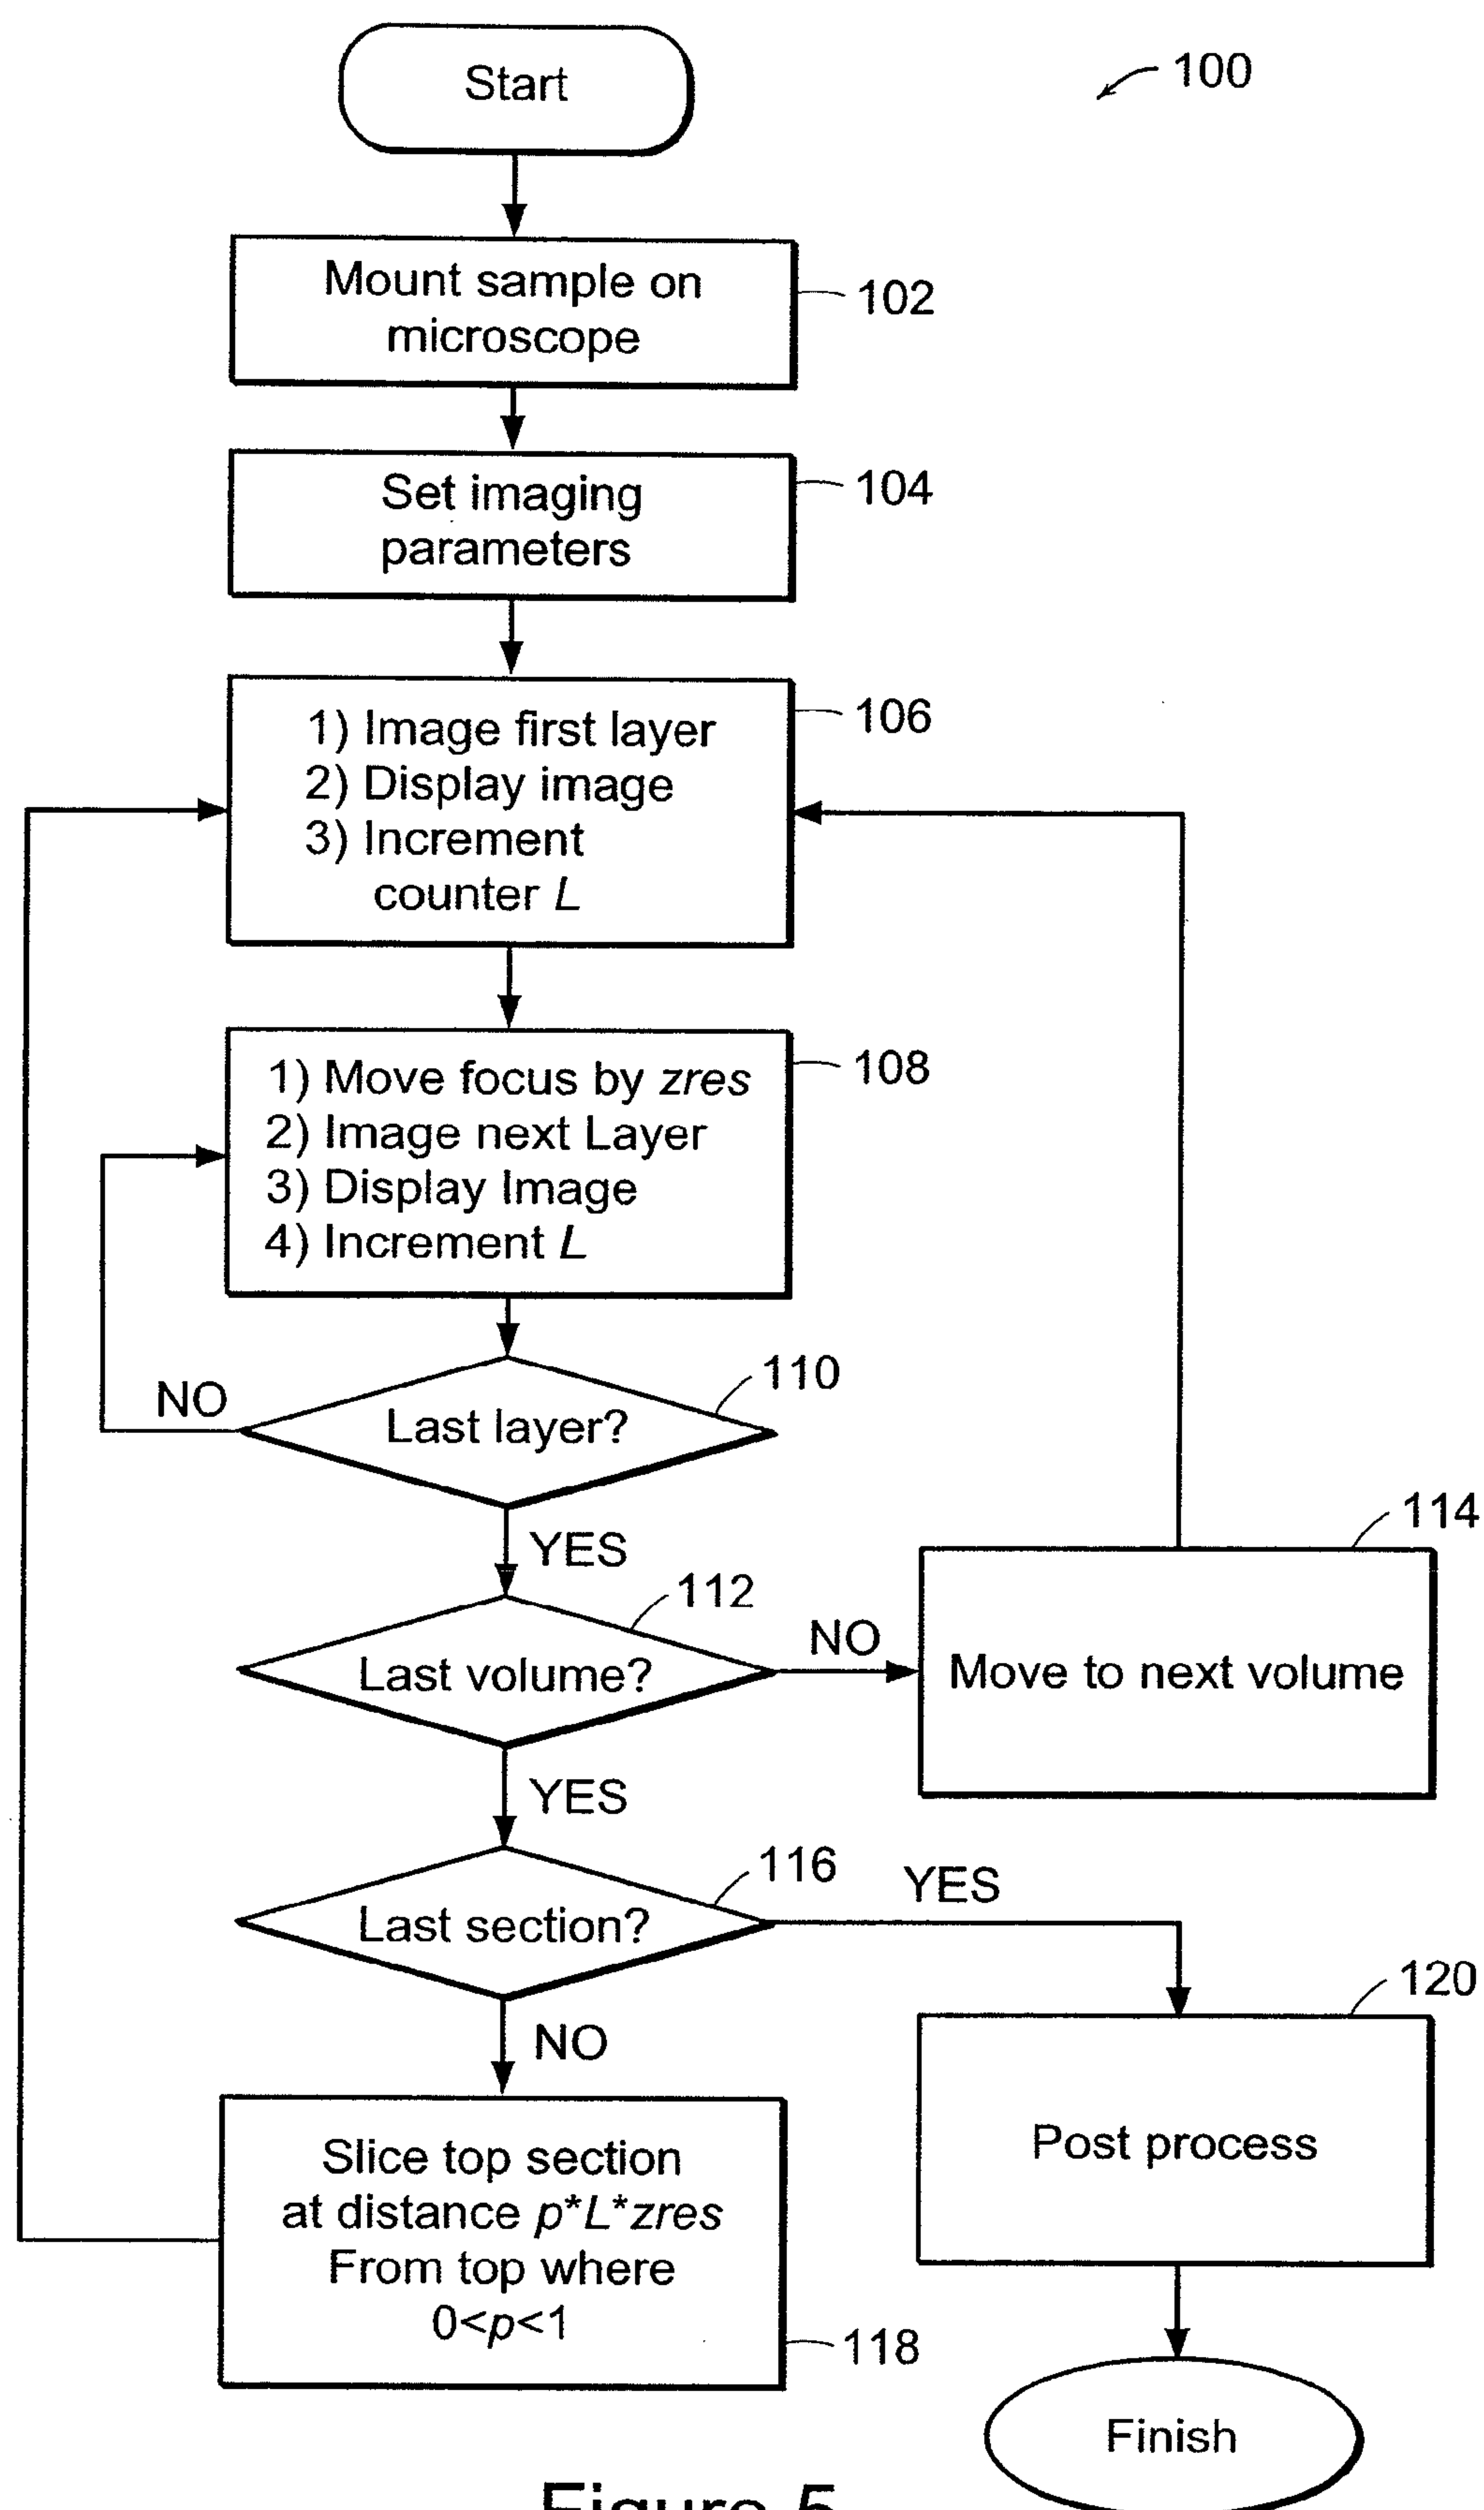 Start
100
Mount sample on
microscope
102
Set imaging
parameters
104
1) Image first layer
2) Display image
3) Increment
counter L
106
1) Move focus by zres
2) Image next Layer
3) Display Image
4) Increment L
108
Last layer?
110
NO
YES
Last volume?
112
NO
Move to next volume
114
YES
Last section?
116
YES
NO
Slice top section
at distance p*L*zres
From top where
0<p<1
118
Post process
120
Finish
Figure 5